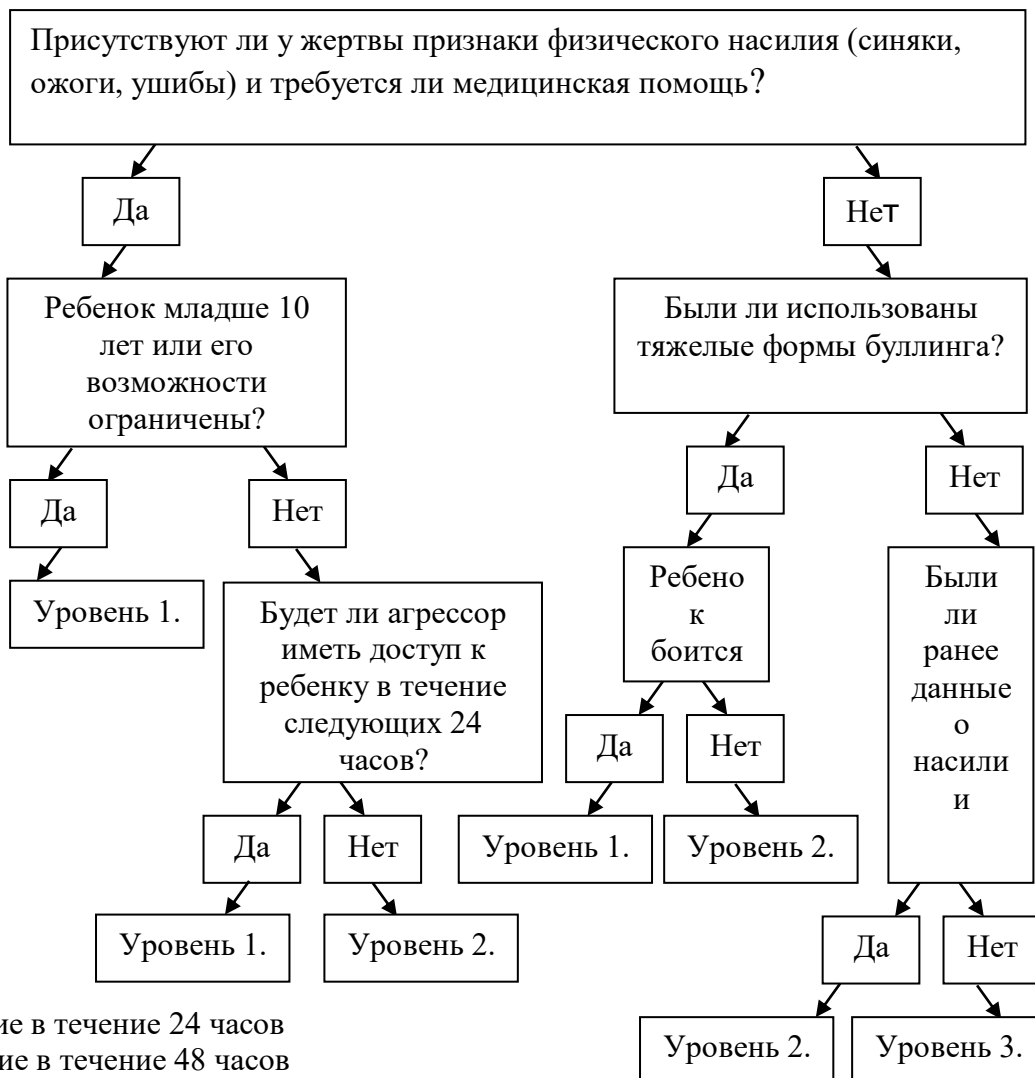 Присутствуют ли у жертвы признаки физического насилия (синяки,
ожоги, ушибы) и требуется ли медицинская помощь?
Да
Нет
Ребенок младше 10
лет или его
возможности
ограничены?
Были ли использованы
тяжелые формы буллинга?
Да
Нет
Да
Нет
Уровень 1.
Будет ли агрессор
иметь доступ к
ребенку в течение
следующих 24
часов?
Ребено
к
боится
Были
ли
ранее
данные
о
насили
и
Да
Нет
Уровень 1.
Уровень 2.
Да
Нет
Уровень 1.
Уровень 2.
Да
Нет
Уровень 2.
Уровень 3.
ие в течение 24 часов
ие в течение 48 часов